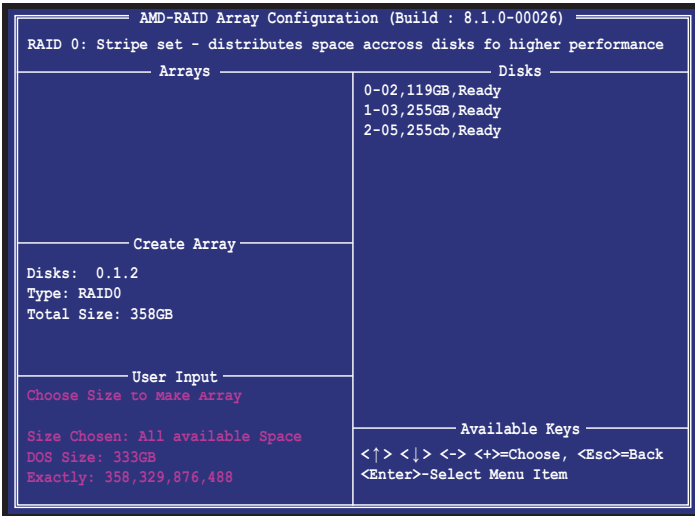 AMD-RAID Array Configuration (Build : 8.1.0-00026)
RAID 0: Stripe set - distributes space accross disks fo higher performance
Arrays
Disks
0-02,119GB,Ready
1-03,255GB,Ready
2-05,255cb,Ready
Create Array
Disks: 0.1.2
Type: RAID0
Total Size: 358GB
User Input
Choose Size to Make Array
Size Chosen: All available Space
DOS Size: 333GB
Exactly: 358,329,876,488
Available Keys
<↑> <↓> <-> <+>=Choose, <Esc>=Back
<Enter>-Select Menu Item